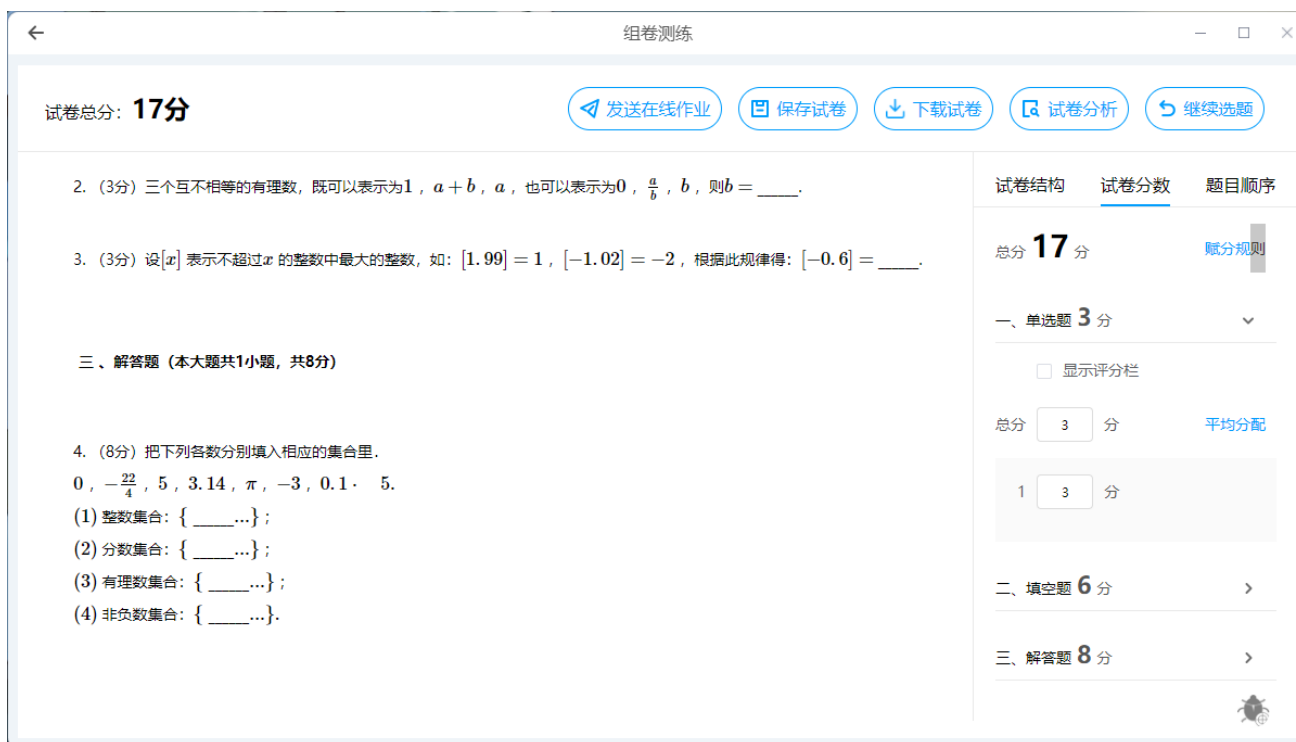 组卷测练
试卷总分：17分
发送在线作业 保存试卷 下载试卷 试卷分析 继续选题
2. （3分）三个互不相等的有理数，既可以表示为1，a + b，a，也可以表示为0，a/b，b，则b = _____.
3. （3分）设[x] 表示不超过x 的整数中最大的整数，如：[1.99] = 1，[−1.02] = −2，根据此规律得：[−0.6] = _____.
三 、解答题（本大题共1小题，共8分）
4. （8分）把下列各数分别填入相应的集合里．
0，−22/4，5，3.14，π，−3，0.1· 5.
(1) 整数集合：{ _____...}；
(2) 分数集合：{ _____...}；
(3) 有理数集合：{ _____...}；
(4) 非负数集合：{ _____...}.
试卷结构 试卷分数 题目顺序
总分 17 分 赋分规则
一、单选题 3 分
显示评分栏
总分 3 分 平均分配
1 3 分
二、填空题 6 分
三、解答题 8 分